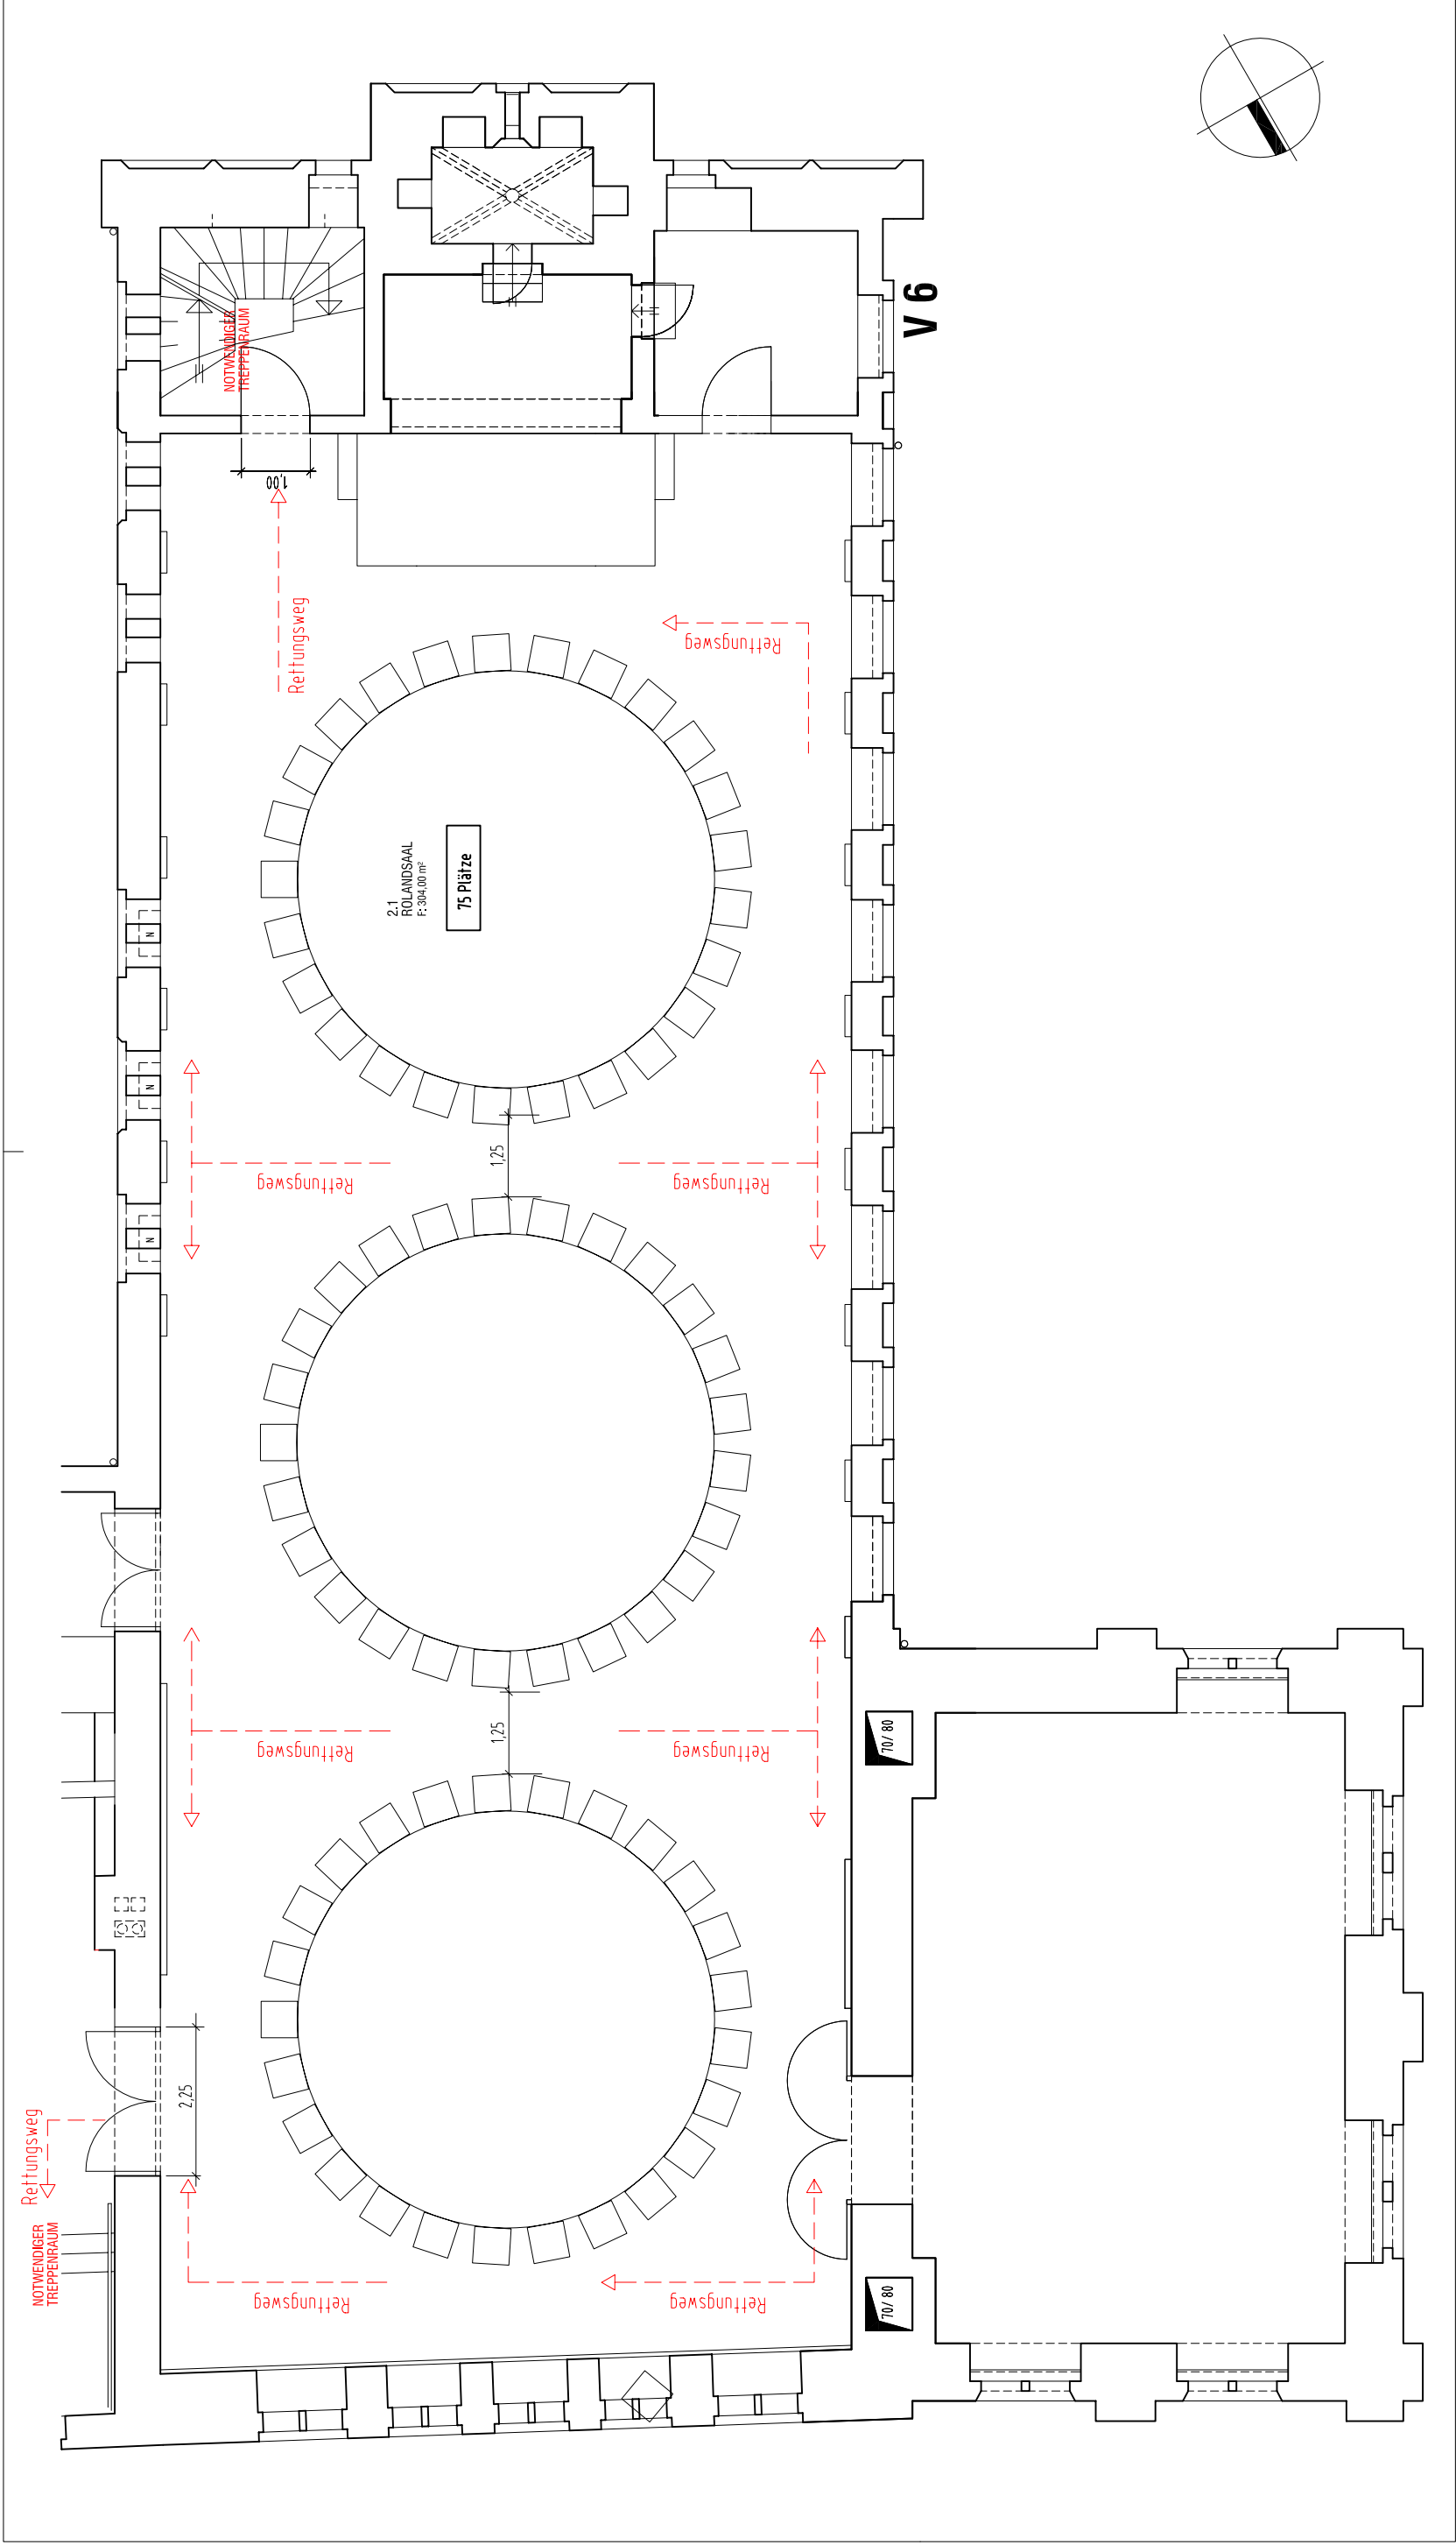 V 6
NOTWENDIGER
TREPPENRAUM
1,00
Rettungsweg
Rettungsweg
2.1
ROLANDSAAL
F: 304,00 m²
75 Plätze
N
N
N
1,25
Rettungsweg
Rettungsweg
1,25
Rettungsweg
Rettungsweg
70/ 80
2,25
Rettungsweg
NOTWENDIGER
TREPPENRAUM
Rettungsweg
Rettungsweg
70/ 80